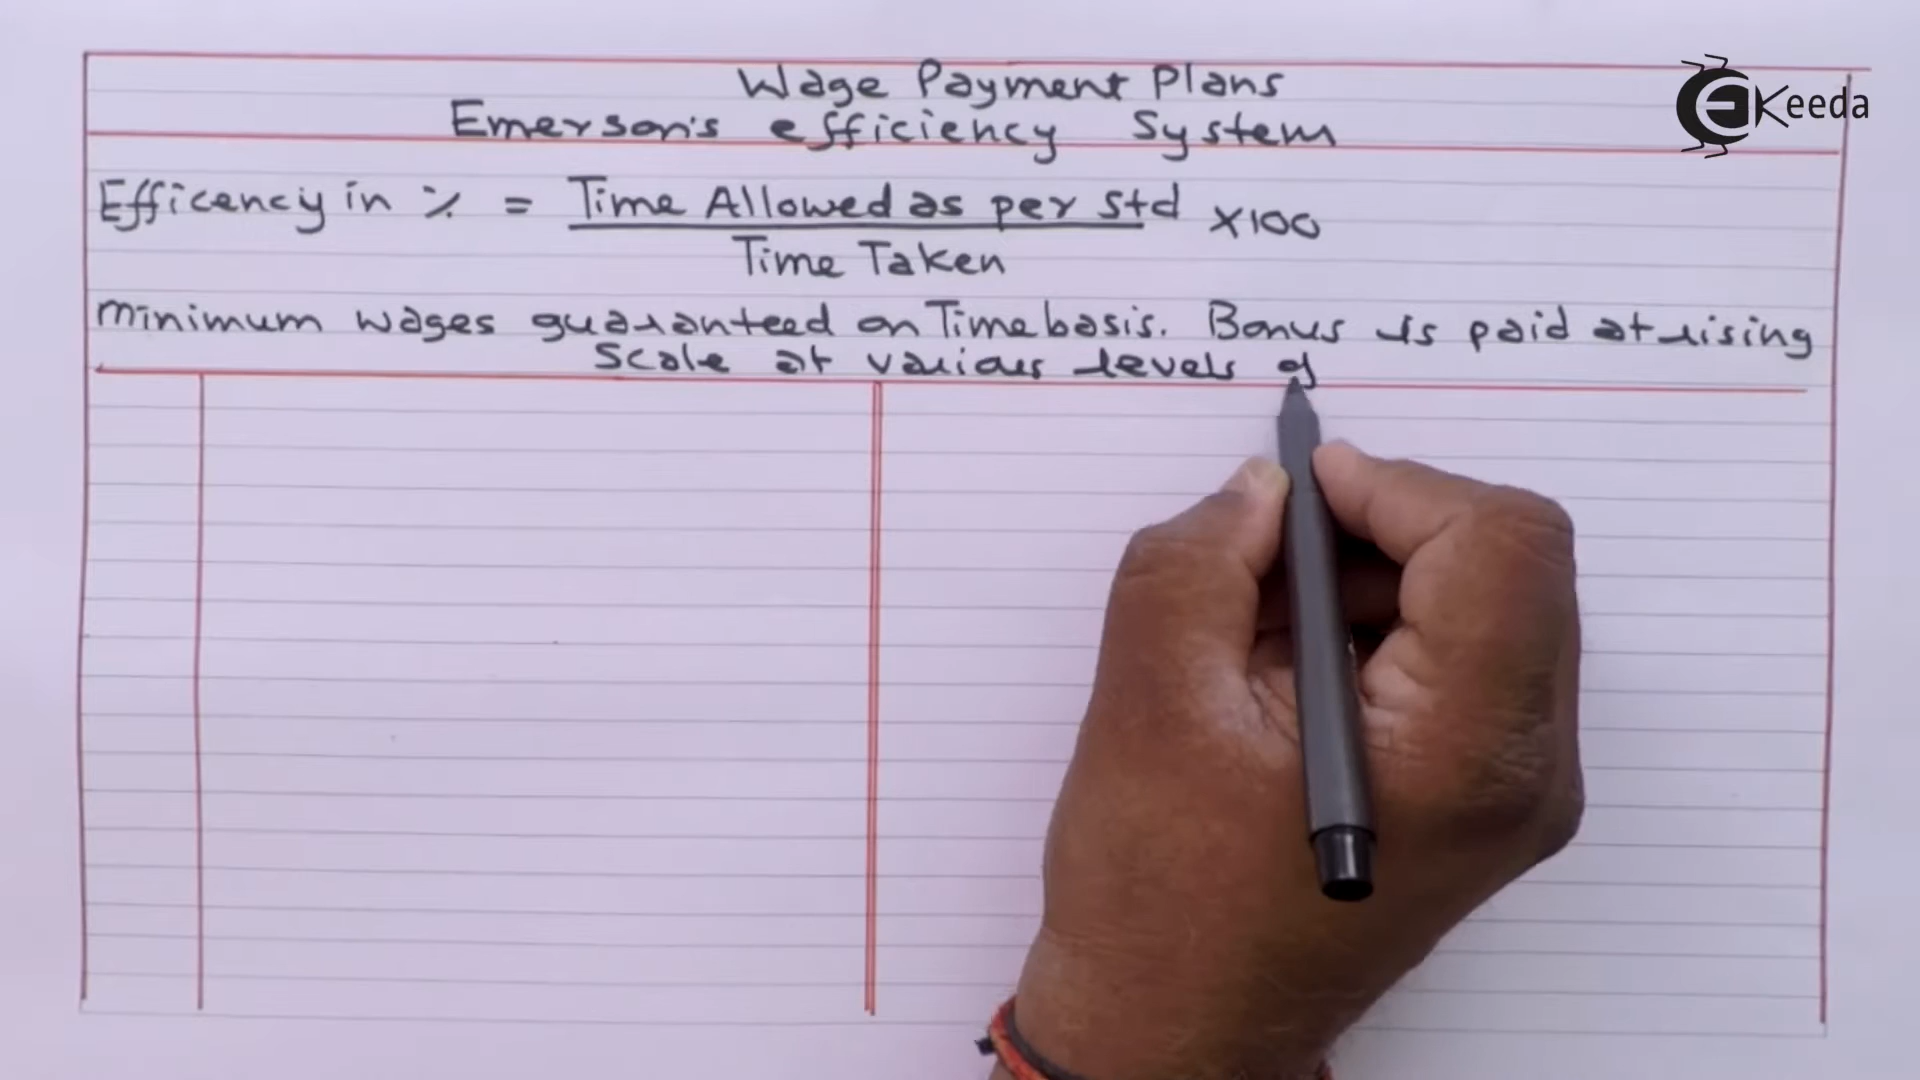 Wage Payment Plans
Emerson's efficiency System
EKeeda
Efficency in % = Time Allowed as per Std X100
Time Taken
Minimum wages guaranteed on Time basis. Bonus is paid at rising
Scale at various levels of